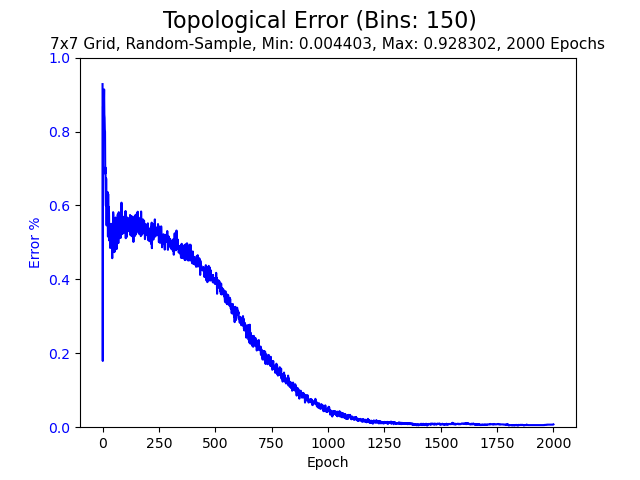 Topological Error (Bins: 150)
7x7 Grid, Random-Sample, Min: 0.004403, Max: 0.928302, 2000 Epochs
1.0
0.8
0.6
0.4
0.2
0.0
Error %
0 250 500 750 1000 1250 1500 1750 2000
Epoch